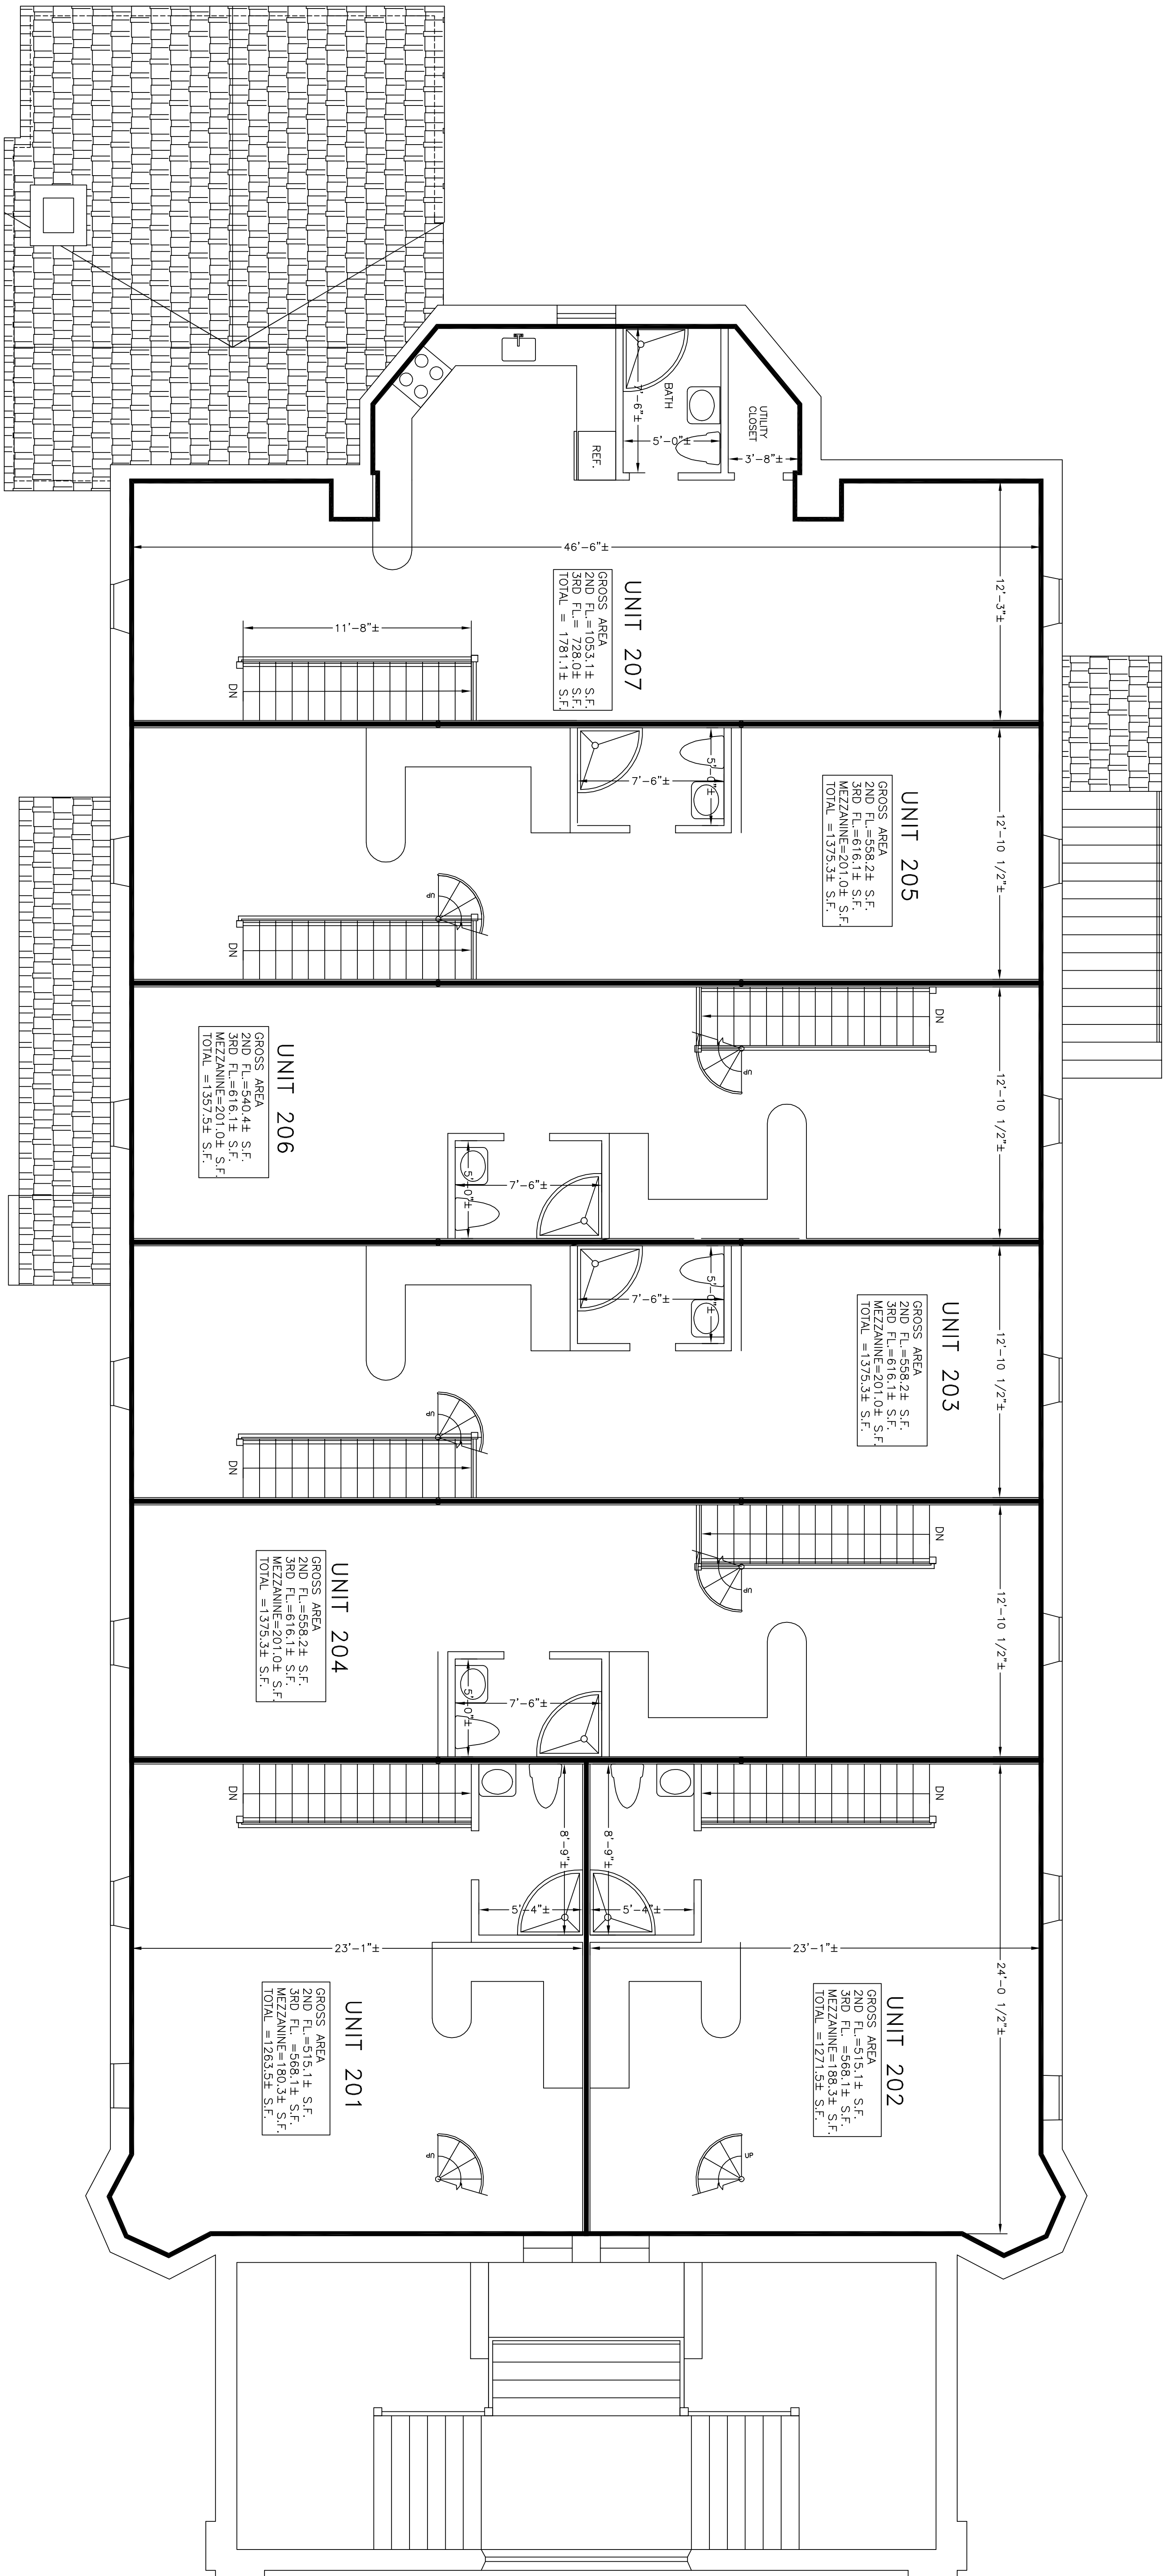 UTILITY
CLOSET
3'-8"±
BATH
7'-6"±
5'-0"±
REF.
12'-3"±
46'-6"±
UNIT 207
GROSS AREA
2ND FL.=1053.1± S.F.
3RD FL.= 728.0± S.F.
TOTAL = 1781.1± S.F.
11'-8"±
DN
12'-10 1/2"±
UNIT 205
GROSS AREA
2ND FL.=558.2± S.F.
3RD FL.=616.1± S.F.
MEZZANINE=201.0± S.F.
TOTAL =1375.3± S.F.
5'-0"±
7'-6"±
UP
DN
12'-10 1/2"±
DN
UP
UNIT 206
GROSS AREA
2ND FL.=540.4± S.F.
3RD FL.=616.1± S.F.
MEZZANINE=201.0± S.F.
TOTAL =1357.5± S.F.
7'-6"±
5'-0"±
12'-10 1/2"±
UNIT 203
GROSS AREA
2ND FL.=558.2± S.F.
3RD FL.=616.1± S.F.
MEZZANINE=201.0± S.F.
TOTAL =1375.3± S.F.
5'-0"±
7'-6"±
UP
DN
12'-10 1/2"±
DN
UP
UNIT 204
GROSS AREA
2ND FL.=558.2± S.F.
3RD FL.=616.1± S.F.
MEZZANINE=201.0± S.F.
TOTAL =1375.3± S.F.
7'-6"±
5'-0"±
24'-0 1/2"±
DN
8'-9"±
5'-4"±
23'-1"±
UNIT 202
GROSS AREA
2ND FL.=515.1± S.F.
3RD FL. =568.1± S.F.
MEZZANINE=188.3± S.F.
TOTAL =1271.5± S.F.
UP
DN
8'-9"±
5'-4"±
23'-1"±
UNIT 201
GROSS AREA
2ND FL.=515.1± S.F.
3RD FL. =568.1± S.F.
MEZZANINE=180.3± S.F.
TOTAL =1263.5± S.F.
UP